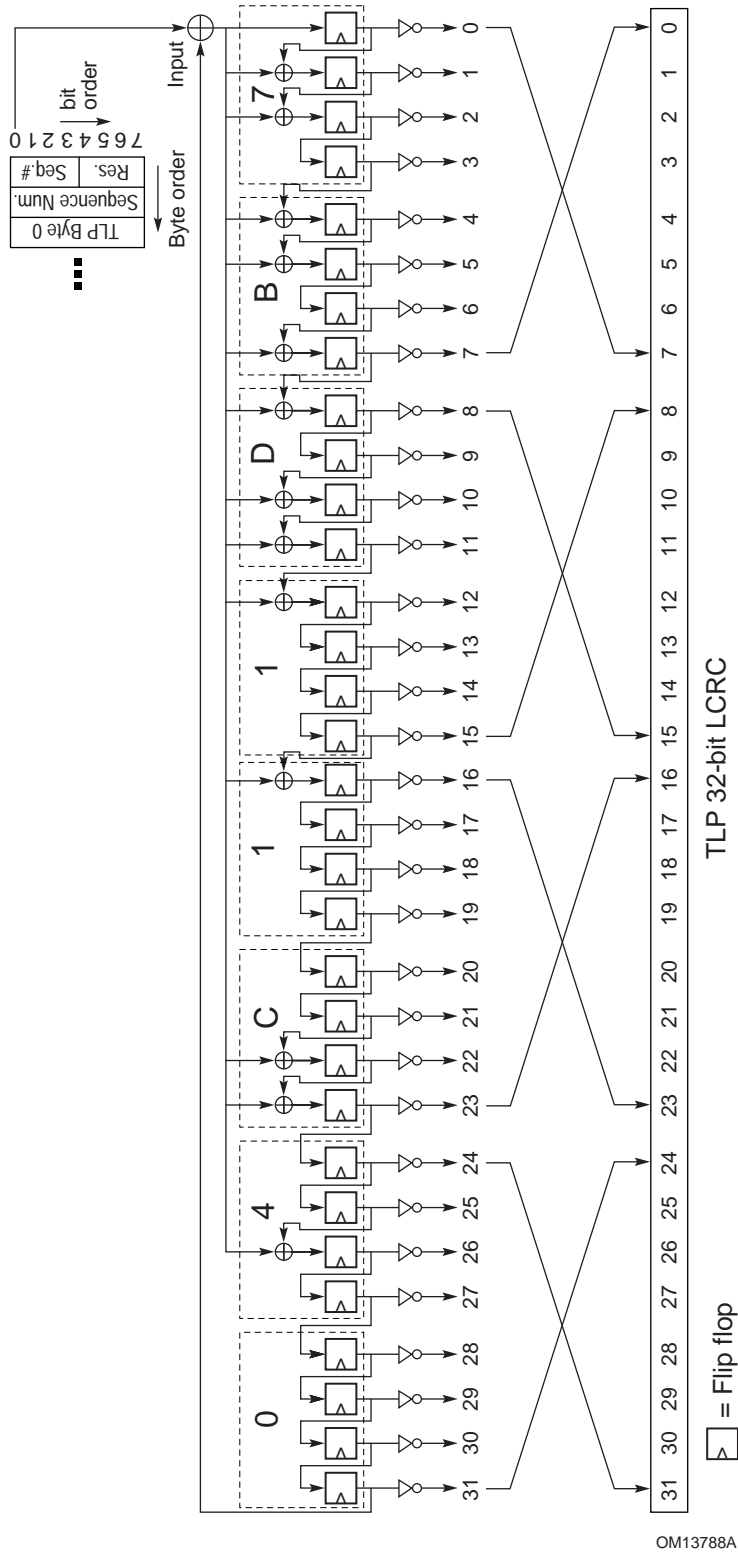 0
1
2
3
4
5
6
7
bit
order
Res.
Seq.#
Sequence Num.
TLP Byte 0
Byte order
Input
0 4 C 1 1 D B 7
31 30 29 28 27 26 25 24 23 22 21 20 19 18 17 16 15 14 13 12 11 10 9 8 7 6 5 4 3 2 1 0
31 30 29 28 27 26 25 24 23 22 21 20 19 18 17 16 15 14 13 12 11 10 9 8 7 6 5 4 3 2 1 0
TLP 32-bit LCRC
> = Flip flop
OM13788A